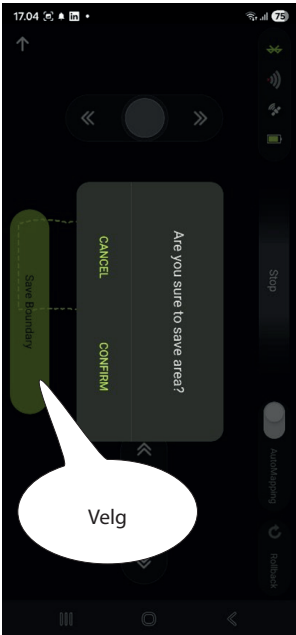 17.04
75
Stop
AutoMapping
Rollback
Are you sure to save area?
CANCEL
CONFIRM
Save Boundary
Velg